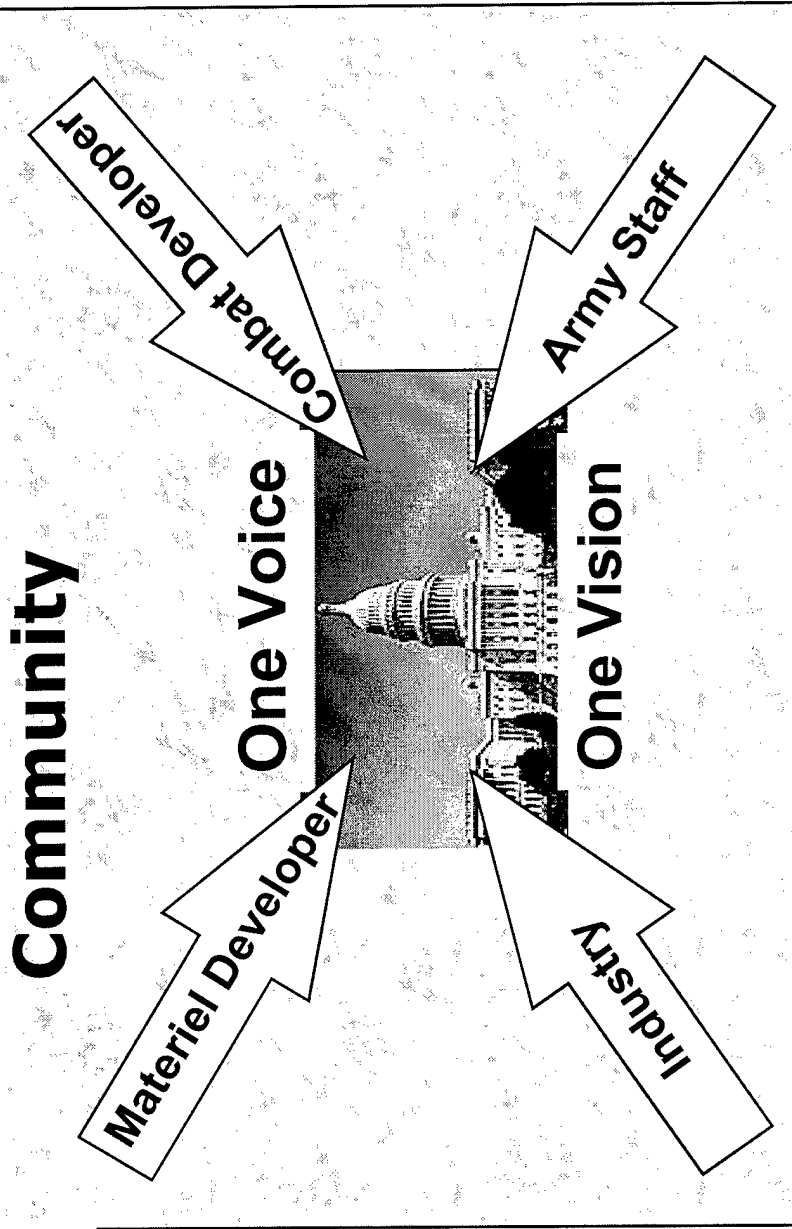 Community
One Voice
Materiel Developer
Combat Developer
Industry
Army Staff
One Vision